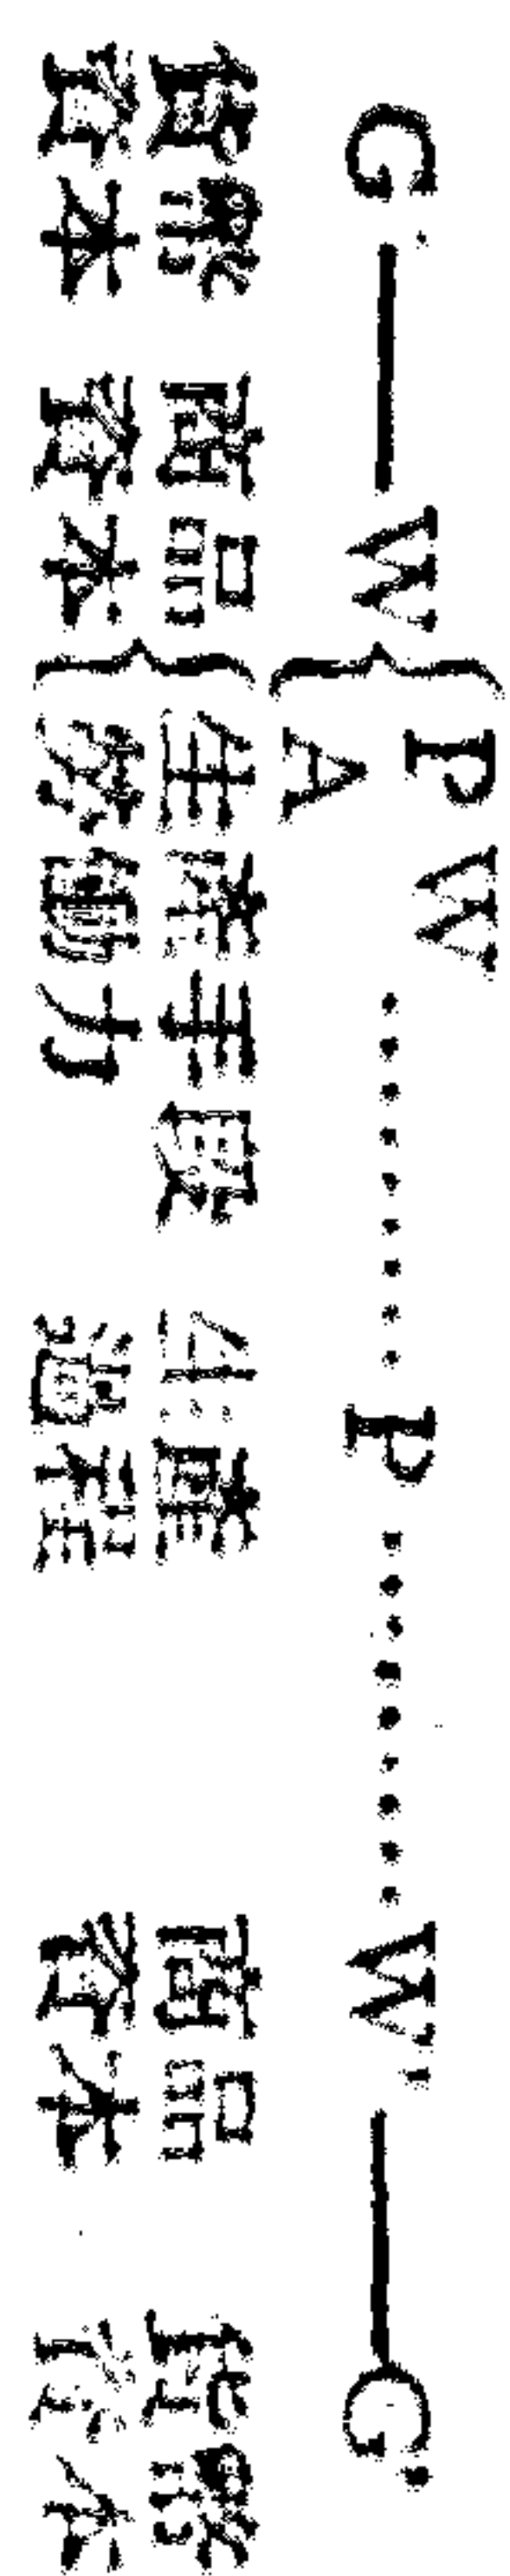 G — W { PW ......... P ......... W' — G'
A
貨幣 商品 { 生産手段 生産 商品 貨幣
資本 資本 労働力 過程 資本 資本